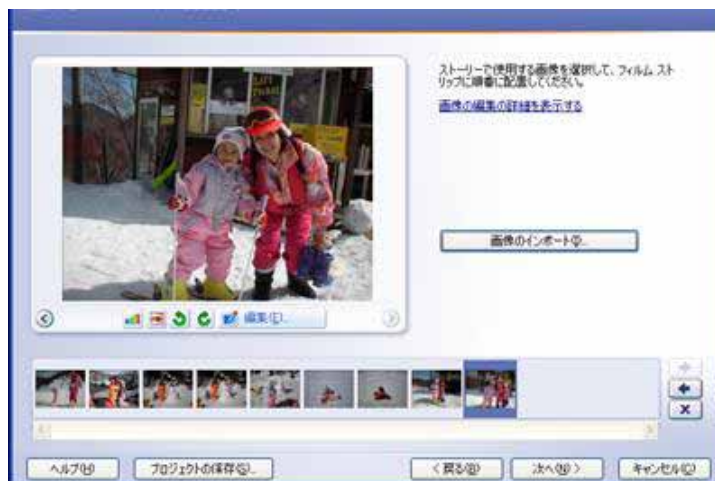 ストーリーで使用する画像を選択して、フィルム スト
リップに順番に配置してください。
画像の編集の詳細を表示する
画像のインポート(I)...
編集(E)...
ヘルプ(H)
プロジェクトの保存(S)...
< 戻る(B)
次へ(N) >
キャンセル(C)